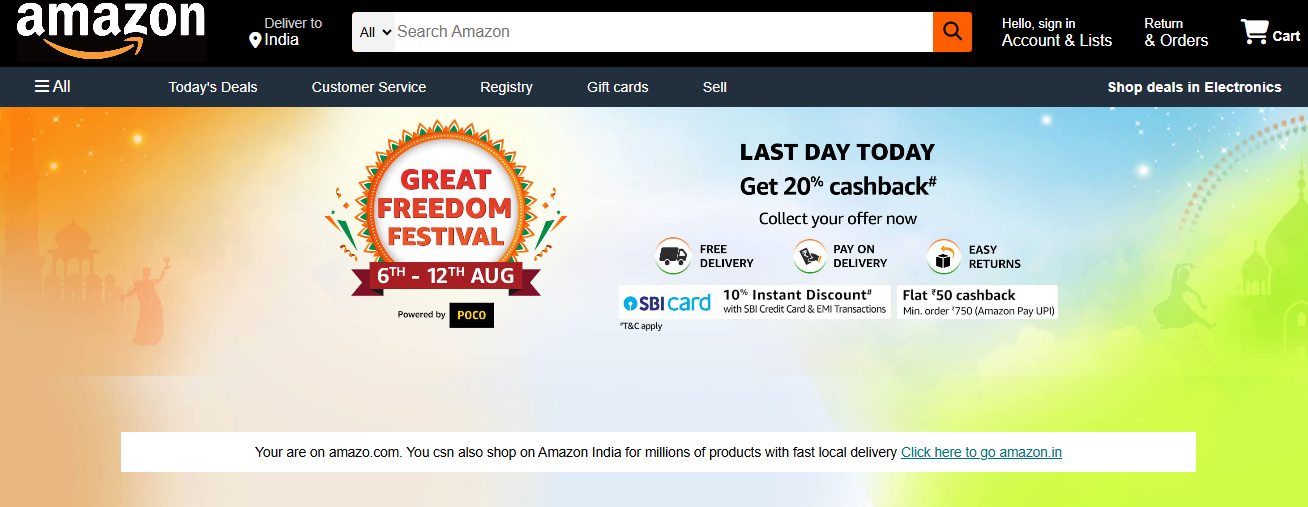 amazon
Deliver to
India
All
Search Amazon
Hello, sign in
Account & Lists
Return
& Orders
Cart
All
Today's Deals
Customer Service
Registry
Gift cards
Sell
Shop deals in Electronics
GREAT
FREEDOM
FESTIVAL
6TH - 12TH AUG
Powered by POCO
LAST DAY TODAY
Get 20% cashback#
Collect your offer now
FREE
DELIVERY
PAY ON
DELIVERY
EASY
RETURNS
SBI card
10% Instant Discount#
with SBI Credit Card & EMI Transactions
Flat ₹50 cashback
Min. order ₹750 (Amazon Pay UPI)
#T&C apply
Your are on amazo.com. You csn also shop on Amazon India for millions of products with fast local delivery Click here to go amazon.in